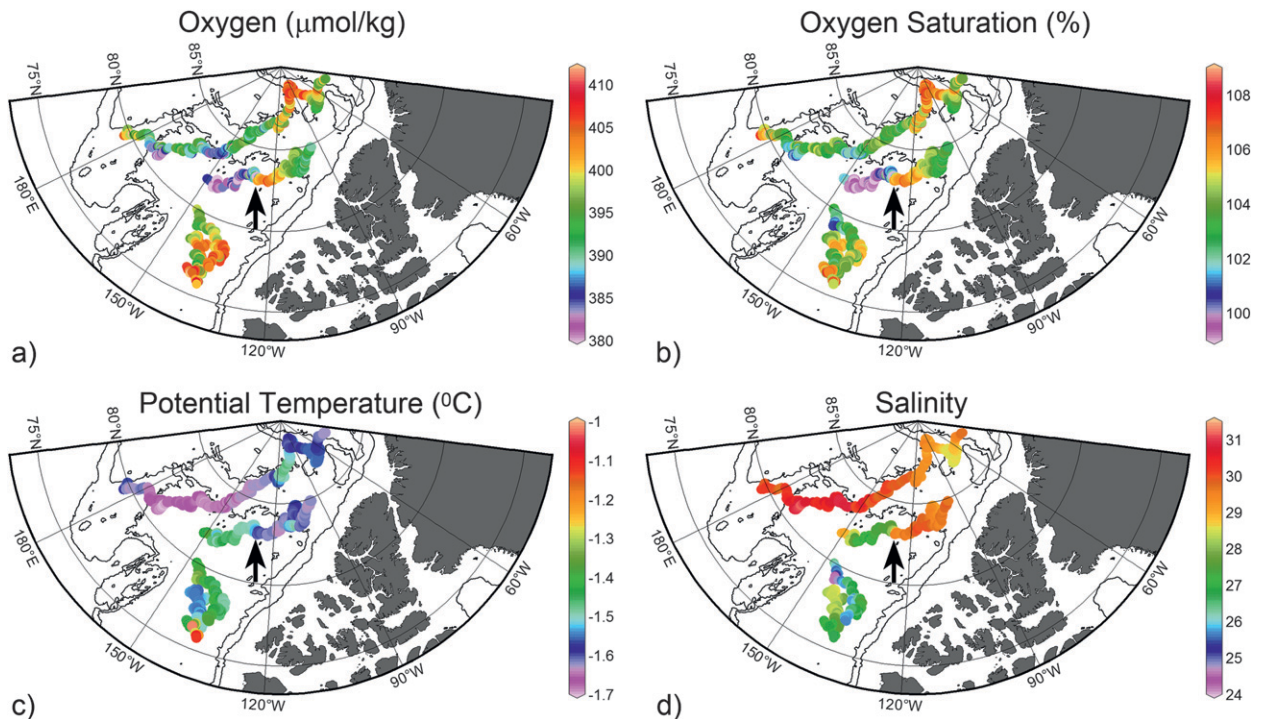 Oxygen (μmol/kg)
75°N
80°N
85°N
180°E
150°W
120°W
90°W
60°W
410
405
400
395
390
385
380
a)
Oxygen Saturation (%)
75°N
80°N
85°N
180°E
150°W
120°W
90°W
60°W
108
106
104
102
100
b)
Potential Temperature (⁰C)
75°N
80°N
85°N
180°E
150°W
120°W
90°W
60°W
-1
-1.1
-1.2
-1.3
-1.4
-1.5
-1.6
-1.7
c)
Salinity
75°N
80°N
85°N
180°E
150°W
120°W
90°W
60°W
31
30
29
28
27
26
25
24
d)